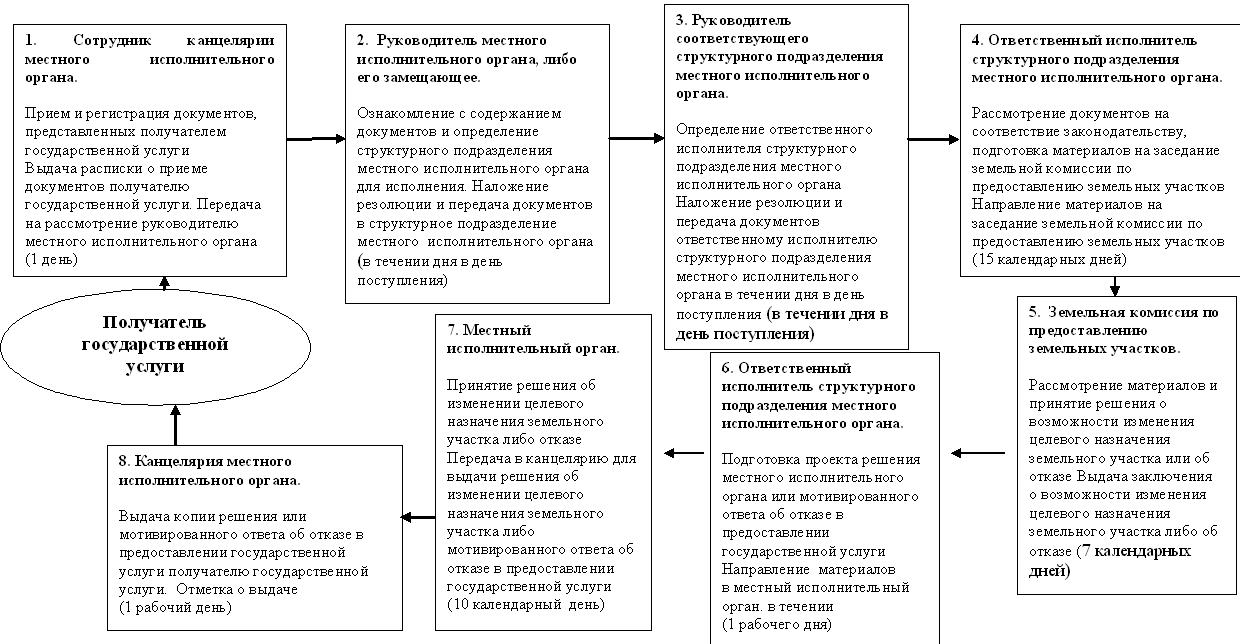 1. Сотрудник канцелярии
местного исполнительного
органа.
Прием и регистрация документов,
представленных получателем
государственной услуги
Выдача расписки о приеме
документов получателю
государственной услуги. Передача
на рассмотрение руководителю
местного исполнительного органа
(1 день)
2. Руководитель местного
исполнительного органа, либо
его замещающее.
Ознакомление с содержанием
документов и определение
структурного подразделения
местного исполнительного органа
для исполнения. Наложение
резолюции и передача документов
в структурное подразделение
местного исполнительного органа
(в течении дня в день
поступления)
3. Руководитель
соответствующего
структурного подразделения
местного исполнительного
органа.
Определение ответственного
исполнителя структурного
подразделения местного
исполнительного органа
Наложение резолюции и
передача документов
ответственному исполнителю
структурного подразделения
местного исполнительного
органа в течении дня в день
поступления (в течении дня в
день поступления)
4. Ответственный исполнитель
структурного подразделения
местного исполнительного органа.
Рассмотрение документов на
соответствие законодательству,
подготовка материалов на заседание
земельной комиссии по
предоставлению земельных участков
Направление материалов на
заседание земельной комиссии по
предоставлению земельных участков
(15 календарных дней)
5. Земельная комиссия по
предоставлению
земельных участков.
Рассмотрение материалов и
принятие решения о
возможности изменения
целевого назначения
земельного участка или об
отказе Выдача заключения
о возможности изменения
целевого назначения
земельного участка либо об
отказе (7 календарных
дней)
6. Ответственный
исполнитель структурного
подразделения местного
исполнительного органа.
Подготовка проекта решения
местного исполнительного
органа или мотивированного
ответа об отказе в
предоставлении
государственной услуги
Направление материалов
в местный исполнительный
орган. в течении
(1 рабочего дня)
7. Местный
исполнительный орган.
Принятие решения об
изменении целевого
назначения земельного
участка либо отказе
Передача в канцелярию для
выдачи решения об
изменении целевого
назначения земельного
участка либо
мотивированного ответа об
отказе в предоставлении
государственной услуги
(10 календарный день)
8. Канцелярия местного
исполнительного органа.
Выдача копии решения или
мотивированного ответа об отказе в
предоставлении государственной
услуги получателю государственной
услуги. Отметка о выдаче
(1 рабочий день)
Получатель
государственной
услуги